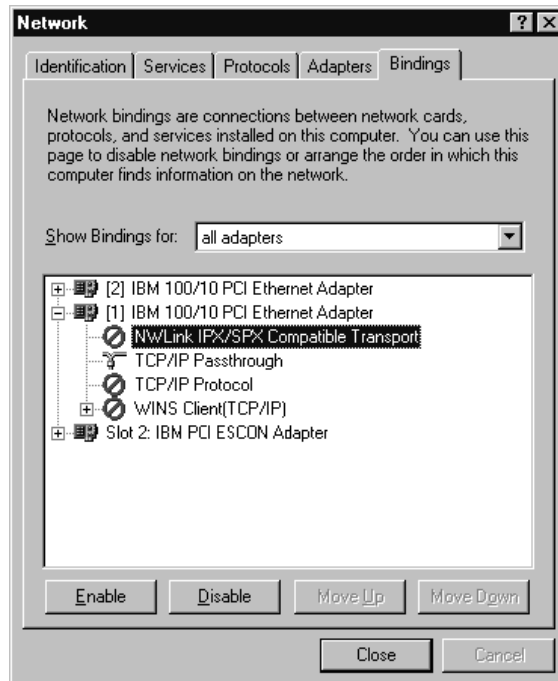 Network
Identification Services Protocols Adapters Bindings
Network bindings are connections between network cards,
protocols, and services installed on this computer. You can use this
page to disable network bindings or arrange the order in which this
computer finds information on the network.
Show Bindings for: all adapters
[2] IBM 100/10 PCI Ethernet Adapter
[1] IBM 100/10 PCI Ethernet Adapter
NWLink IPX/SPX Compatible Transport
TCP/IP Passthrough
TCP/IP Protocol
WINS Client(TCP/IP)
Slot 2: IBM PCI ESCON Adapter
Enable Disable Move Up Move Down
Close Cancel